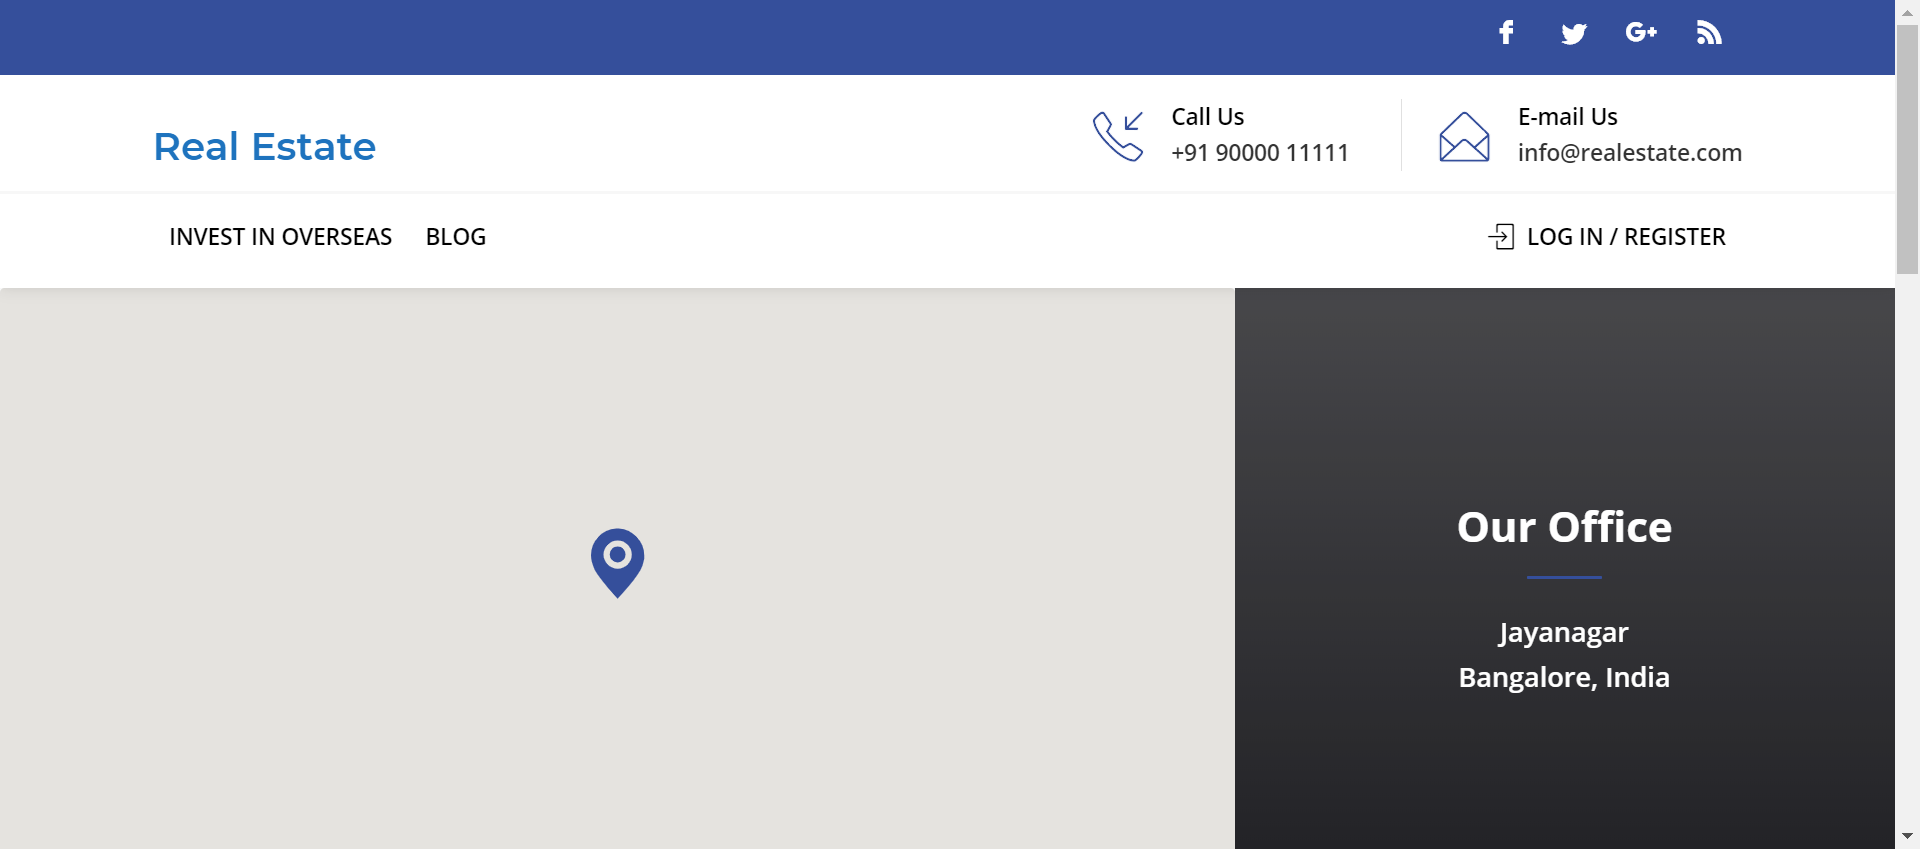 Real Estate
Call Us
+91 90000 11111
E-mail Us
info@realestate.com
INVEST IN OVERSEAS
BLOG
LOG IN / REGISTER
Our Office
Jayanagar
Bangalore, India